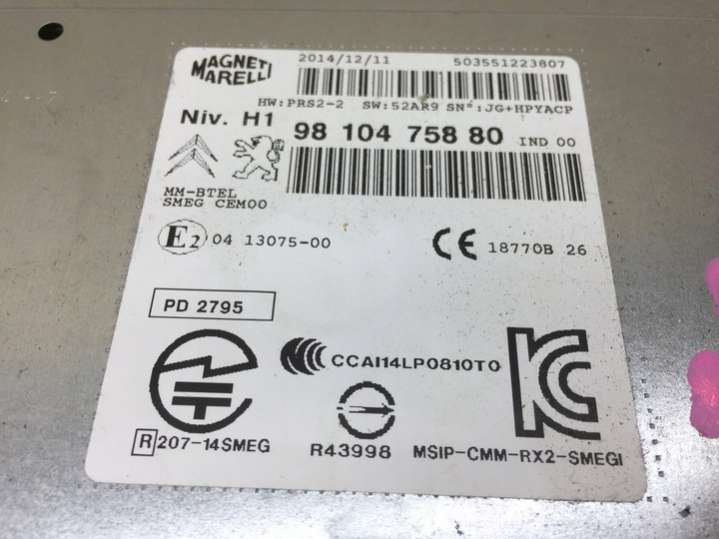 MAGNETI
MARELLI
2014/12/11 503551223807
HW:PRS2-2 SW:52AR9 SN°:JG+HPYACP
Niv. H1
98 104 758 80 IND 00
MM-BTEL
SMEG CEM00
E2 04 13075-00
CE 18770B 26
PD 2795
CCAI14LP0810T0
R 207-14SMEG
R43998
MSIP-CMM-RX2-SMEGI